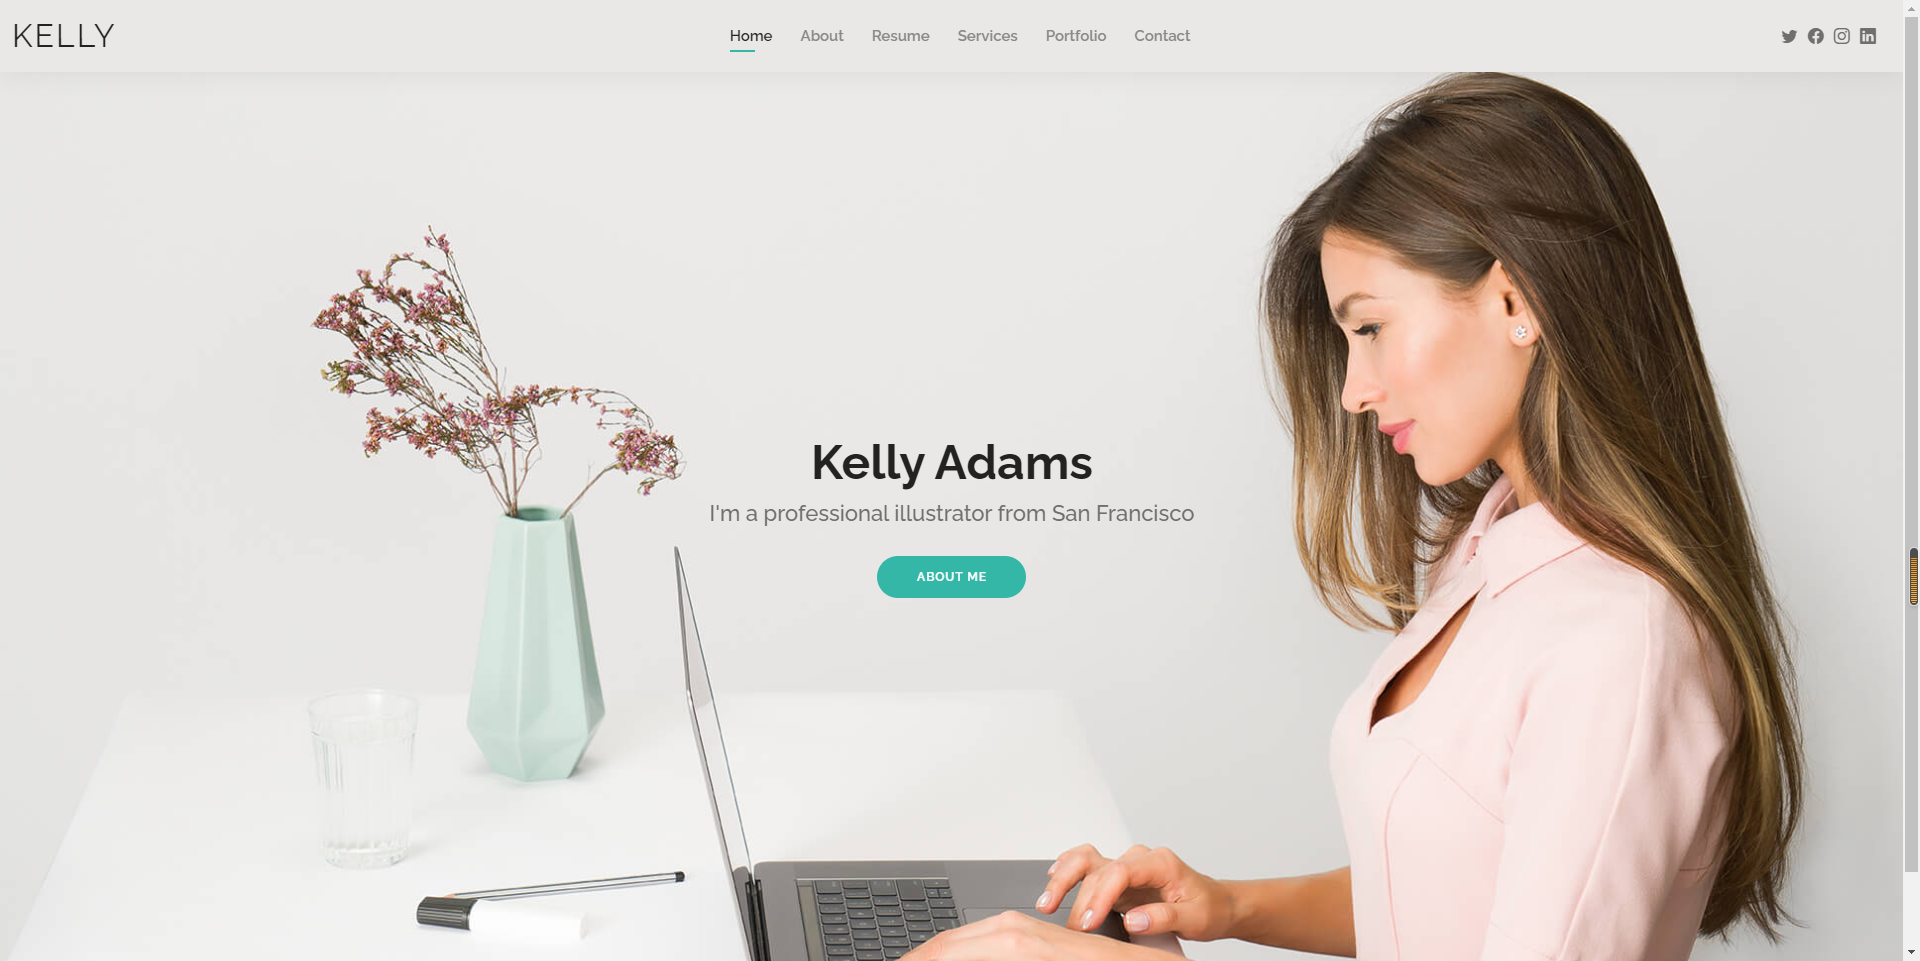 KELLY
Home About Resume Services Portfolio Contact
Kelly Adams
I'm a professional illustrator from San Francisco
ABOUT ME